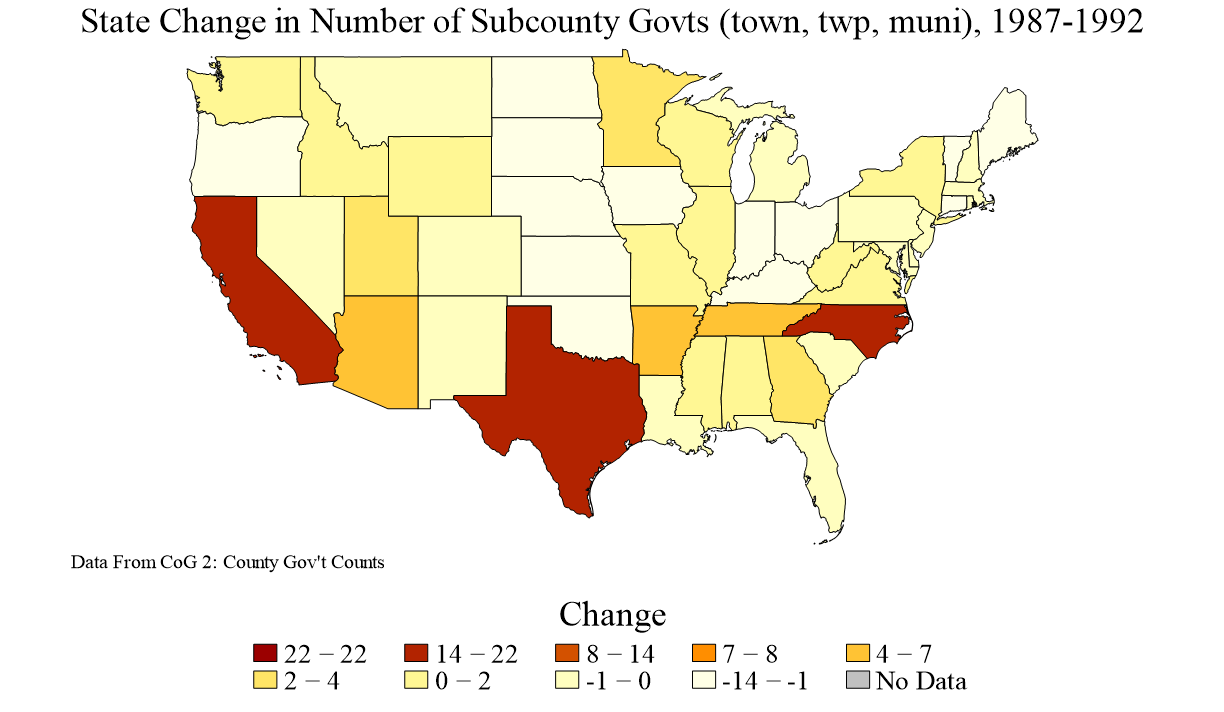 State Change in Number of Subcounty Govts (town, twp, muni), 1987-1992
Data From CoG 2: County Gov't Counts
Change
22 − 22 14 − 22 8 − 14 7 − 8 4 − 7
2 − 4 0 − 2 -1 − 0 -14 − -1 No Data